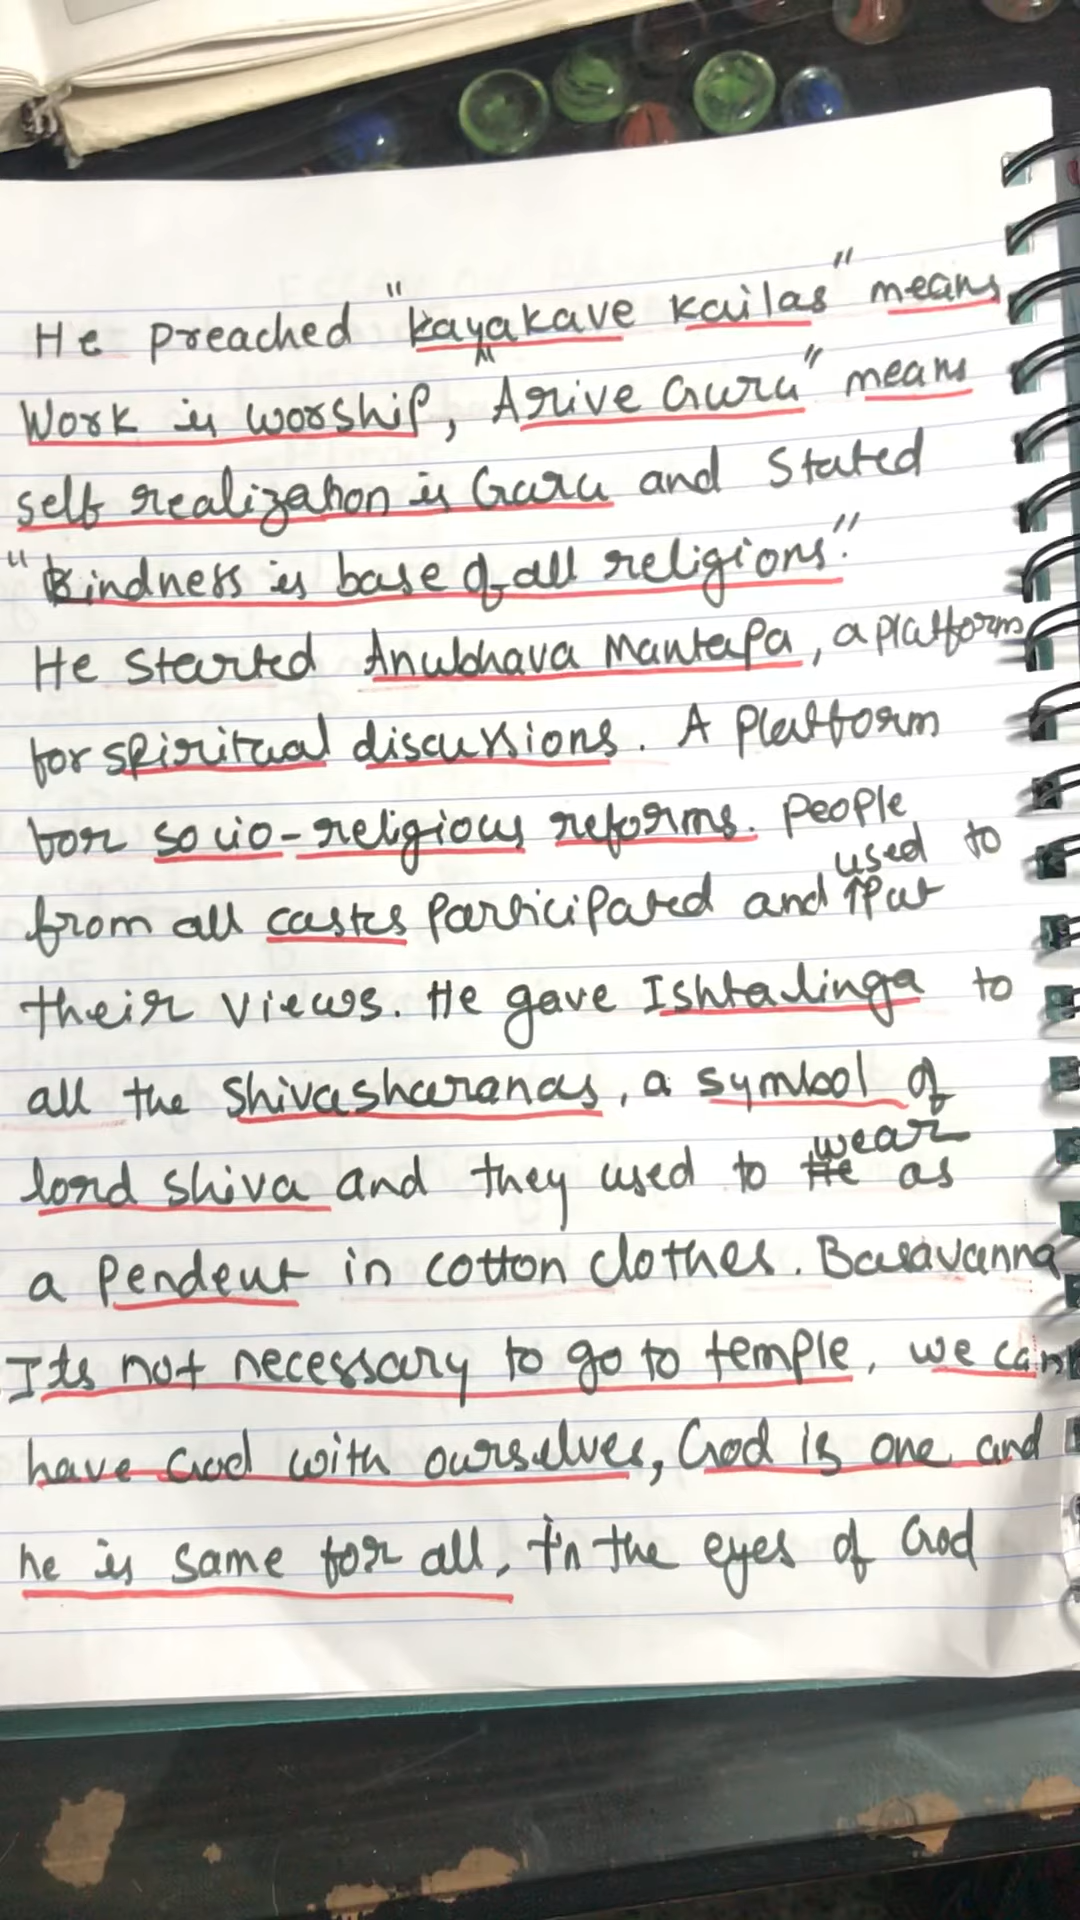 He preached "kayakave kailas" means
Work is worship, "Arive Guru" means
self realization is Guru and Stated
"Kindness is base of all religions."
He started Anubhava Mantapa, a platform
for spiritual discussions. A Platform
for socio-religious reforms. People
from all castes participated and used to put
their views. He gave Ishtalinga to
all the Shivasharanas, a symbol of
lord shiva and they used to wear as
a Pendent in cotton clothes. Basavanna
Its not necessary to go to temple, we can
have God with ourselves, God is one and
he is same for all. In the eyes of God